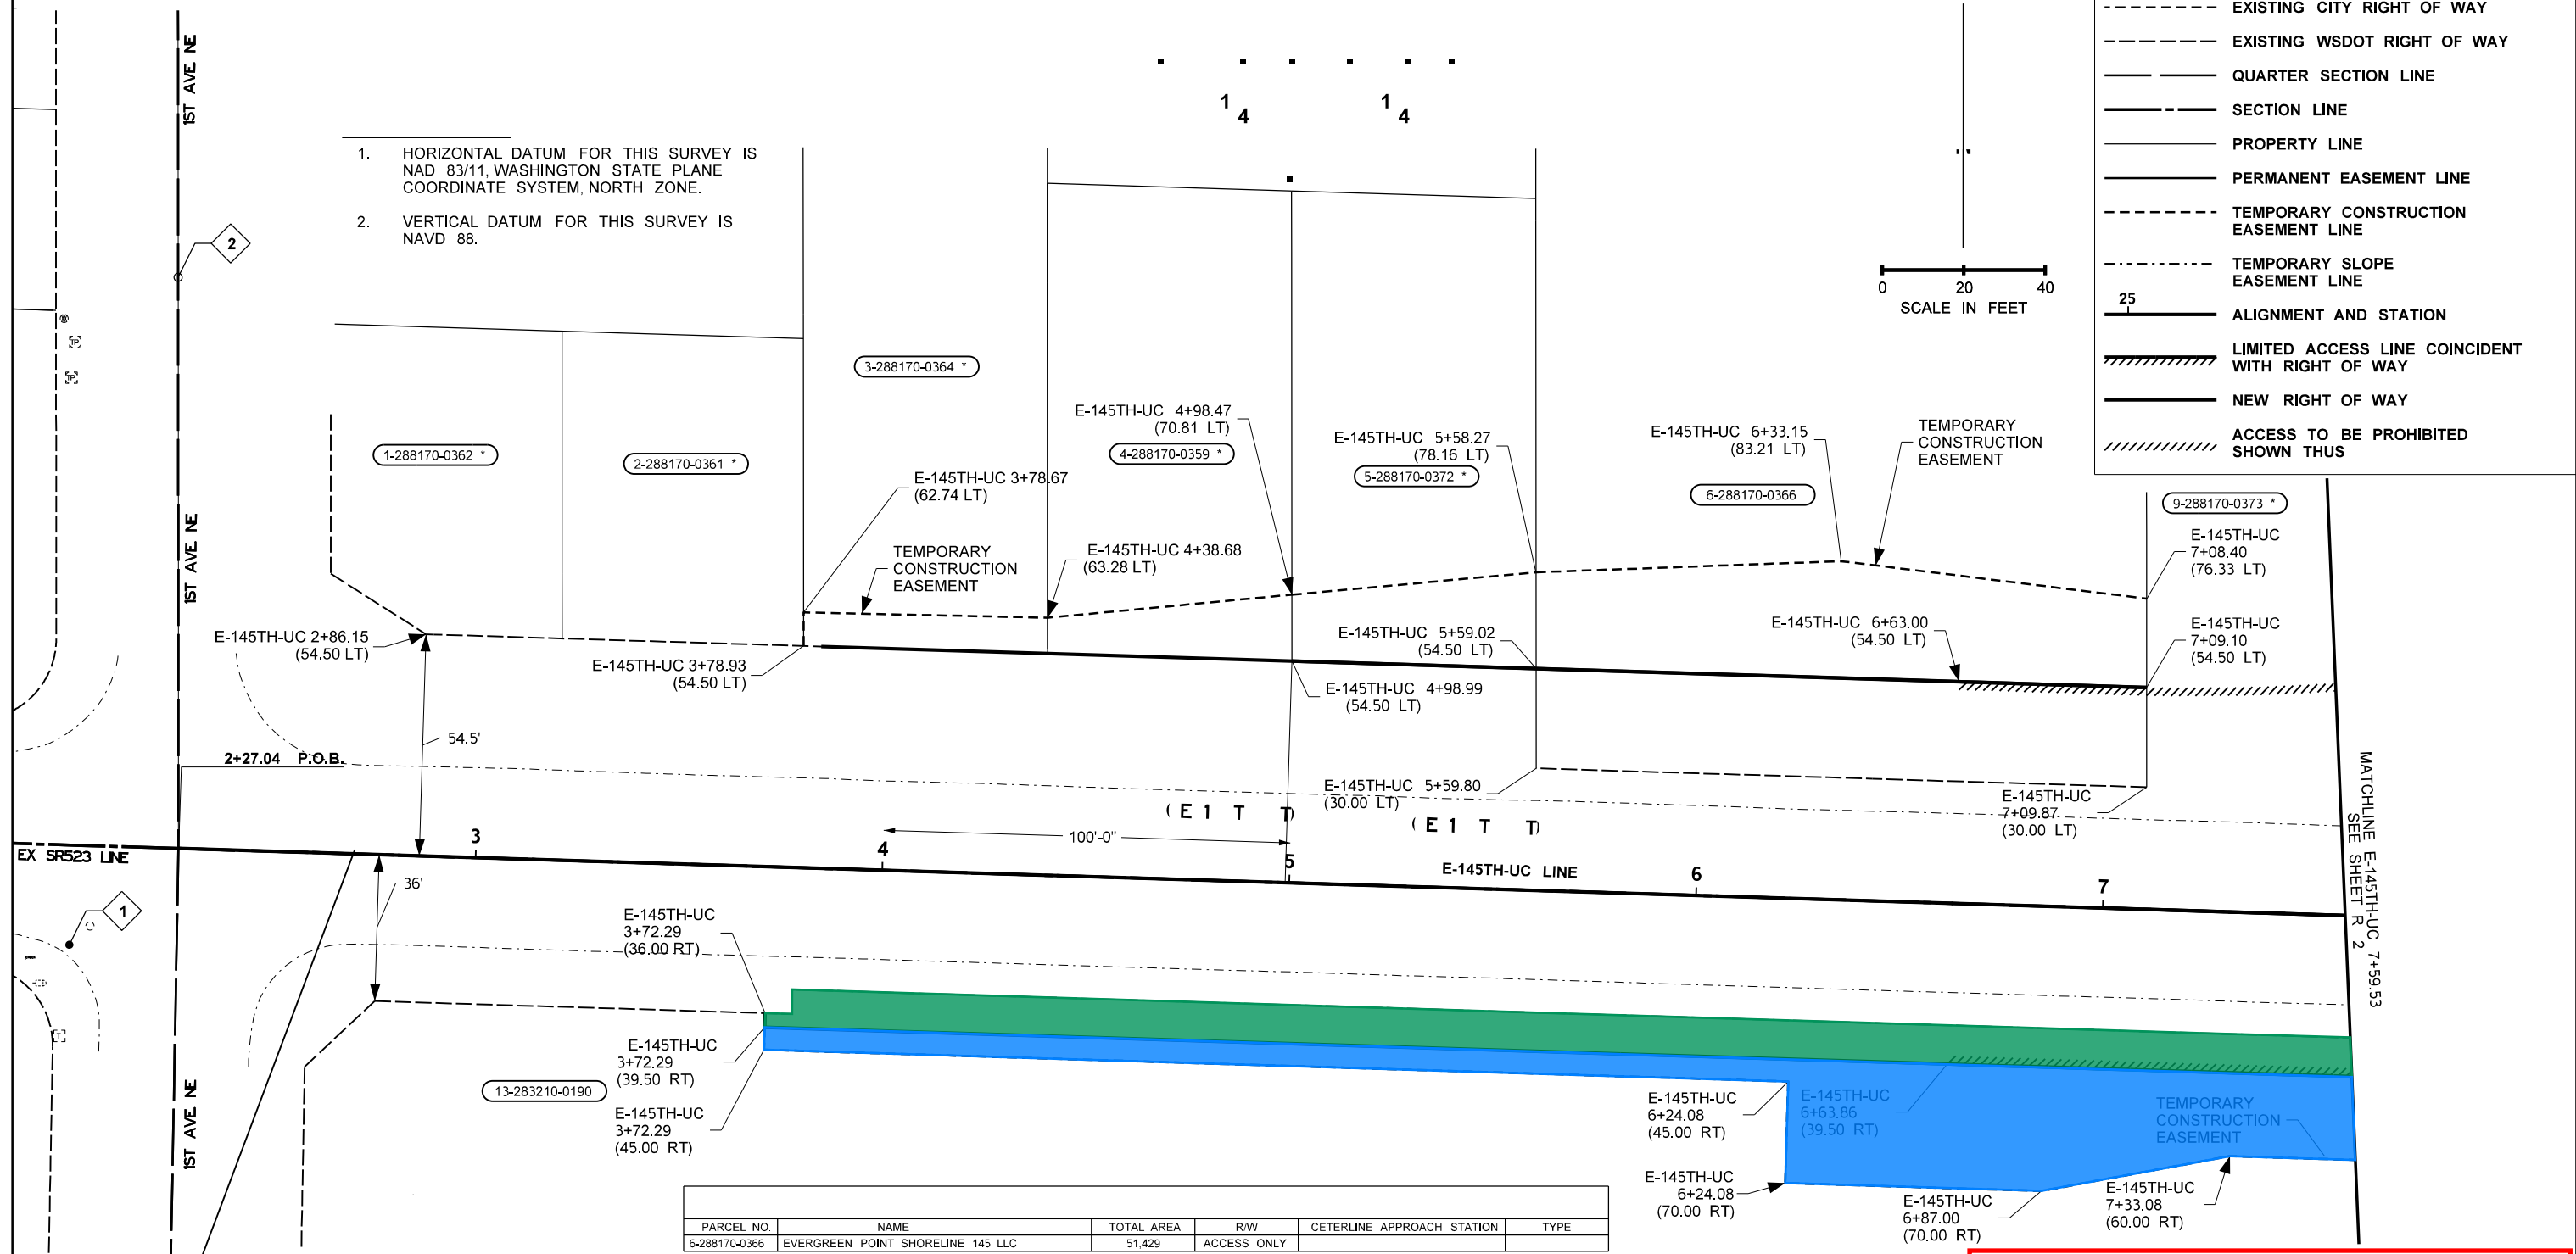 EXISTING CITY RIGHT OF WAY
EXISTING WSDOT RIGHT OF WAY
QUARTER SECTION LINE
SECTION LINE
PROPERTY LINE
PERMANENT EASEMENT LINE
TEMPORARY CONSTRUCTION
EASEMENT LINE
TEMPORARY SLOPE
EASEMENT LINE
25
ALIGNMENT AND STATION
LIMITED ACCESS LINE COINCIDENT
WITH RIGHT OF WAY
NEW RIGHT OF WAY
ACCESS TO BE PROHIBITED
SHOWN THUS
1ST AVE NE
1 4
1 4
1. HORIZONTAL DATUM FOR THIS SURVEY IS
NAD 83/11, WASHINGTON STATE PLANE
COORDINATE SYSTEM, NORTH ZONE.
2. VERTICAL DATUM FOR THIS SURVEY IS
NAVD 88.
2
0 20 40
SCALE IN FEET
TP
TP
3-288170-0364 *
1-288170-0362 *
2-288170-0361 *
E-145TH-UC 4+98.47
(70.81 LT)
4-288170-0359 *
E-145TH-UC 5+58.27
(78.16 LT)
5-288170-0372 *
E-145TH-UC 6+33.15
(83.21 LT)
6-288170-0366
TEMPORARY
CONSTRUCTION
EASEMENT
9-288170-0373 *
E-145TH-UC 3+78.67
(62.74 LT)
1ST AVE NE
TEMPORARY
CONSTRUCTION
EASEMENT
E-145TH-UC 4+38.68
(63.28 LT)
E-145TH-UC
7+08.40
(76.33 LT)
E-145TH-UC 2+86.15
(54.50 LT)
E-145TH-UC 3+78.93
(54.50 LT)
E-145TH-UC 5+59.02
(54.50 LT)
E-145TH-UC 6+63.00
(54.50 LT)
E-145TH-UC
7+09.10
(54.50 LT)
E-145TH-UC 4+98.99
(54.50 LT)
54.5'
2+27.04 P.O.B.
E-145TH-UC 5+59.80
(30.00 LT)
E-145TH-UC
7+09.87
(30.00 LT)
MATCHLINE E-145TH-UC 7+59.53
SEE SHEET R 2
(E1 T T)
(E1 T T)
100'-0"
EX SR523 LINE
3
4
5
6
7
E-145TH-UC LINE
36'
1
E-145TH-UC
3+72.29
(36.00 RT)
T
E-145TH-UC
3+72.29
(39.50 RT)
13-283210-0190
E-145TH-UC
3+72.29
(45.00 RT)
1ST AVE NE
E-145TH-UC
6+24.08
(45.00 RT)
E-145TH-UC
6+63.86
(39.50 RT)
TEMPORARY
CONSTRUCTION
EASEMENT
E-145TH-UC
6+24.08
(70.00 RT)
E-145TH-UC
6+87.00
(70.00 RT)
E-145TH-UC
7+33.08
(60.00 RT)
PARCEL NO. NAME TOTAL AREA R/W CETERLINE APPROACH STATION TYPE
6-288170-0366 EVERGREEN POINT SHORELINE 145, LLC 51,429 ACCESS ONLY